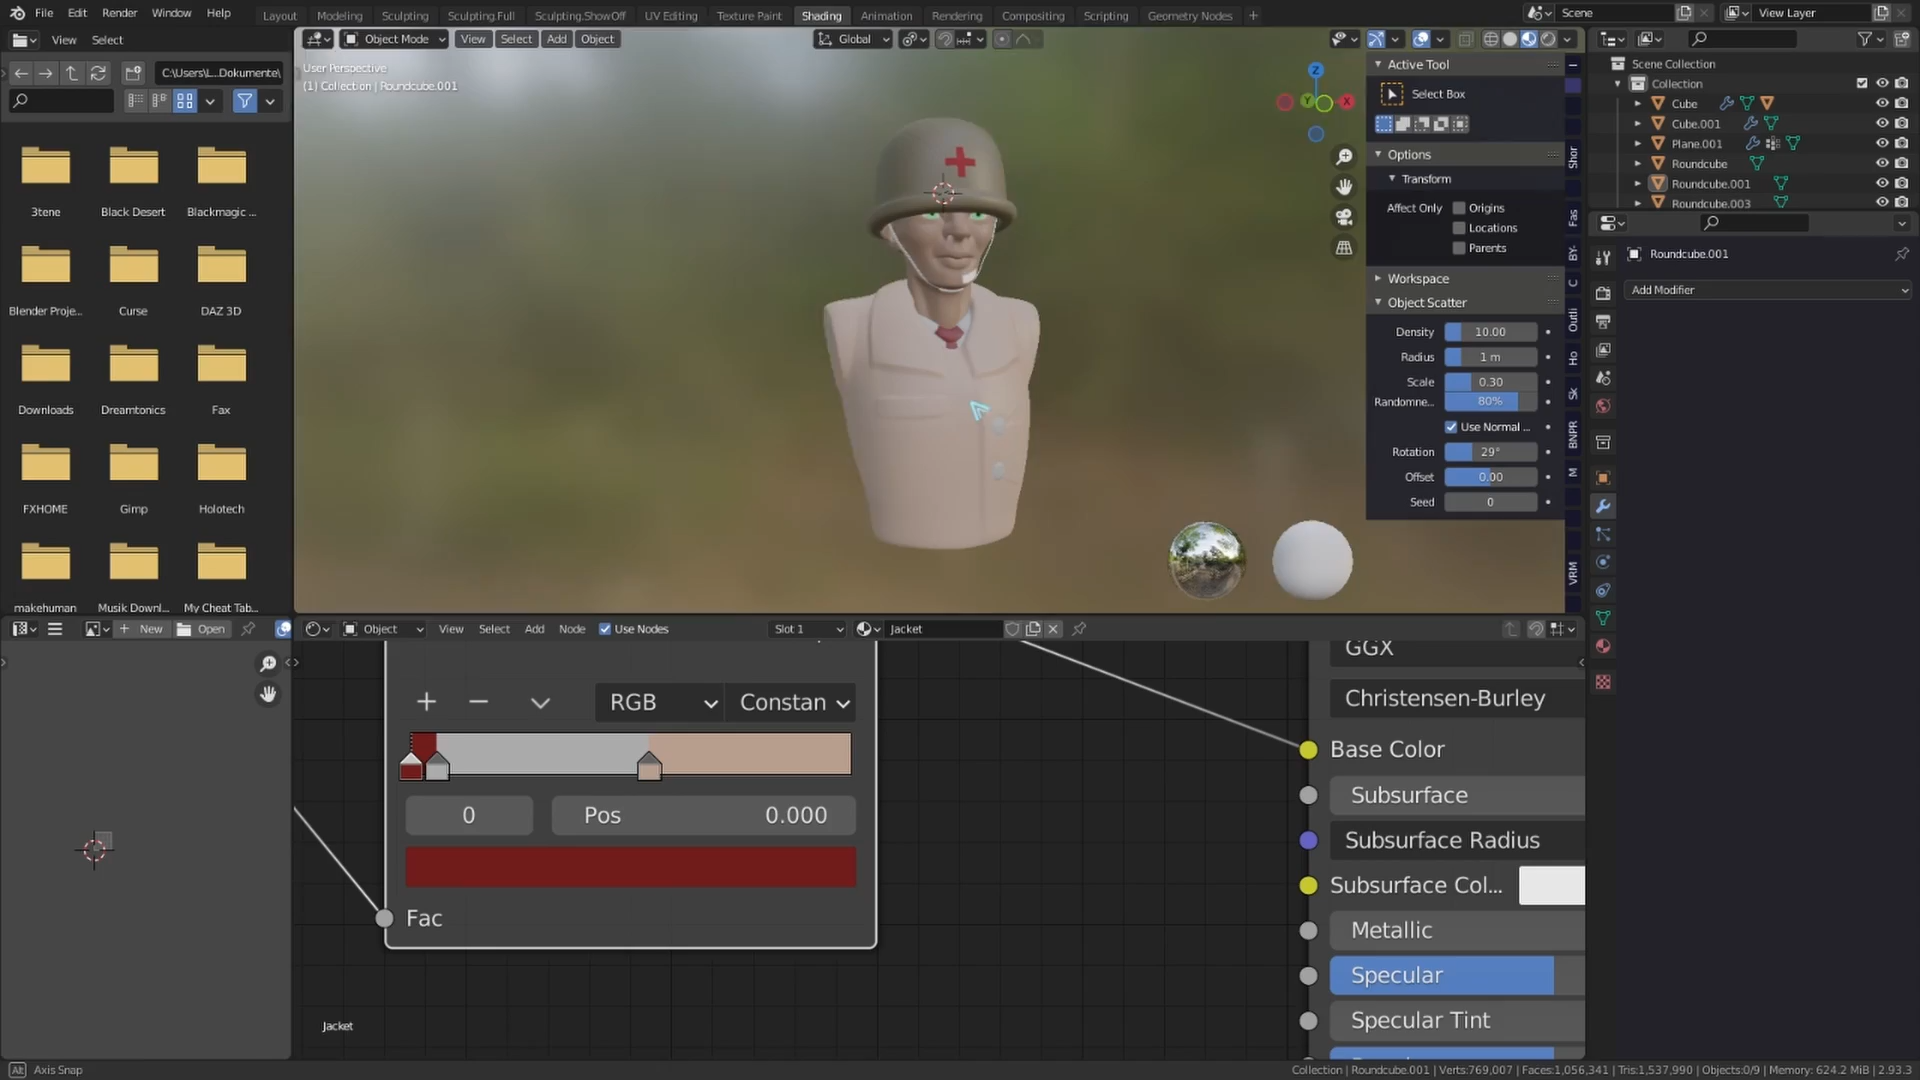 File Edit Render Window Help
Layout Modeling Sculpting Sculpting.Full Sculpting.ShowOff UV Editing Texture Paint Shading Animation Rendering Compositing Scripting Geometry Nodes +
Scene View Layer
View Select
C:\Users\L...Dokumente\
3tene Black Desert Blackmagic ...
Blender Proje... Curse DAZ 3D
Downloads Dreamtonics Fax
FXHOME Gimp Holotech
makehuman Musik Downl... My Cheat Tab...
Object Mode View Select Add Object Global
User Perspective
(1) Collection | Roundcube.001
Z
Y
X
Active Tool
Select Box
Options
Transform
Affect Only Origins
Locations
Parents
Workspace
Object Scatter
Density 10.00
Radius 1 m
Scale 0.30
Randomne... 80%
Use Normal ...
Rotation 29°
Offset 0.00
Seed 0
Shor
Fas
BY-
C
Outli
Ho
Sk
BNPR
M
VRM
Scene Collection
Collection
Cube
Cube.001
Plane.001
Roundcube
Roundcube.001
Roundcube.003
Roundcube.001
Add Modifier
New Open
Object View Select Add Node Use Nodes Slot 1 Jacket
RGB Constan
0 Pos 0.000
Fac
GGX
Christensen-Burley
Base Color
Subsurface
Subsurface Radius
Subsurface Col...
Metallic
Specular
Specular Tint
Jacket
Alt Axis Snap
Collection | Roundcube.001 | Verts:769,007 | Faces:1,056,341 | Tris:1,537,990 | Objects:0/9 | Memory: 624.2 MiB | 2.93.3